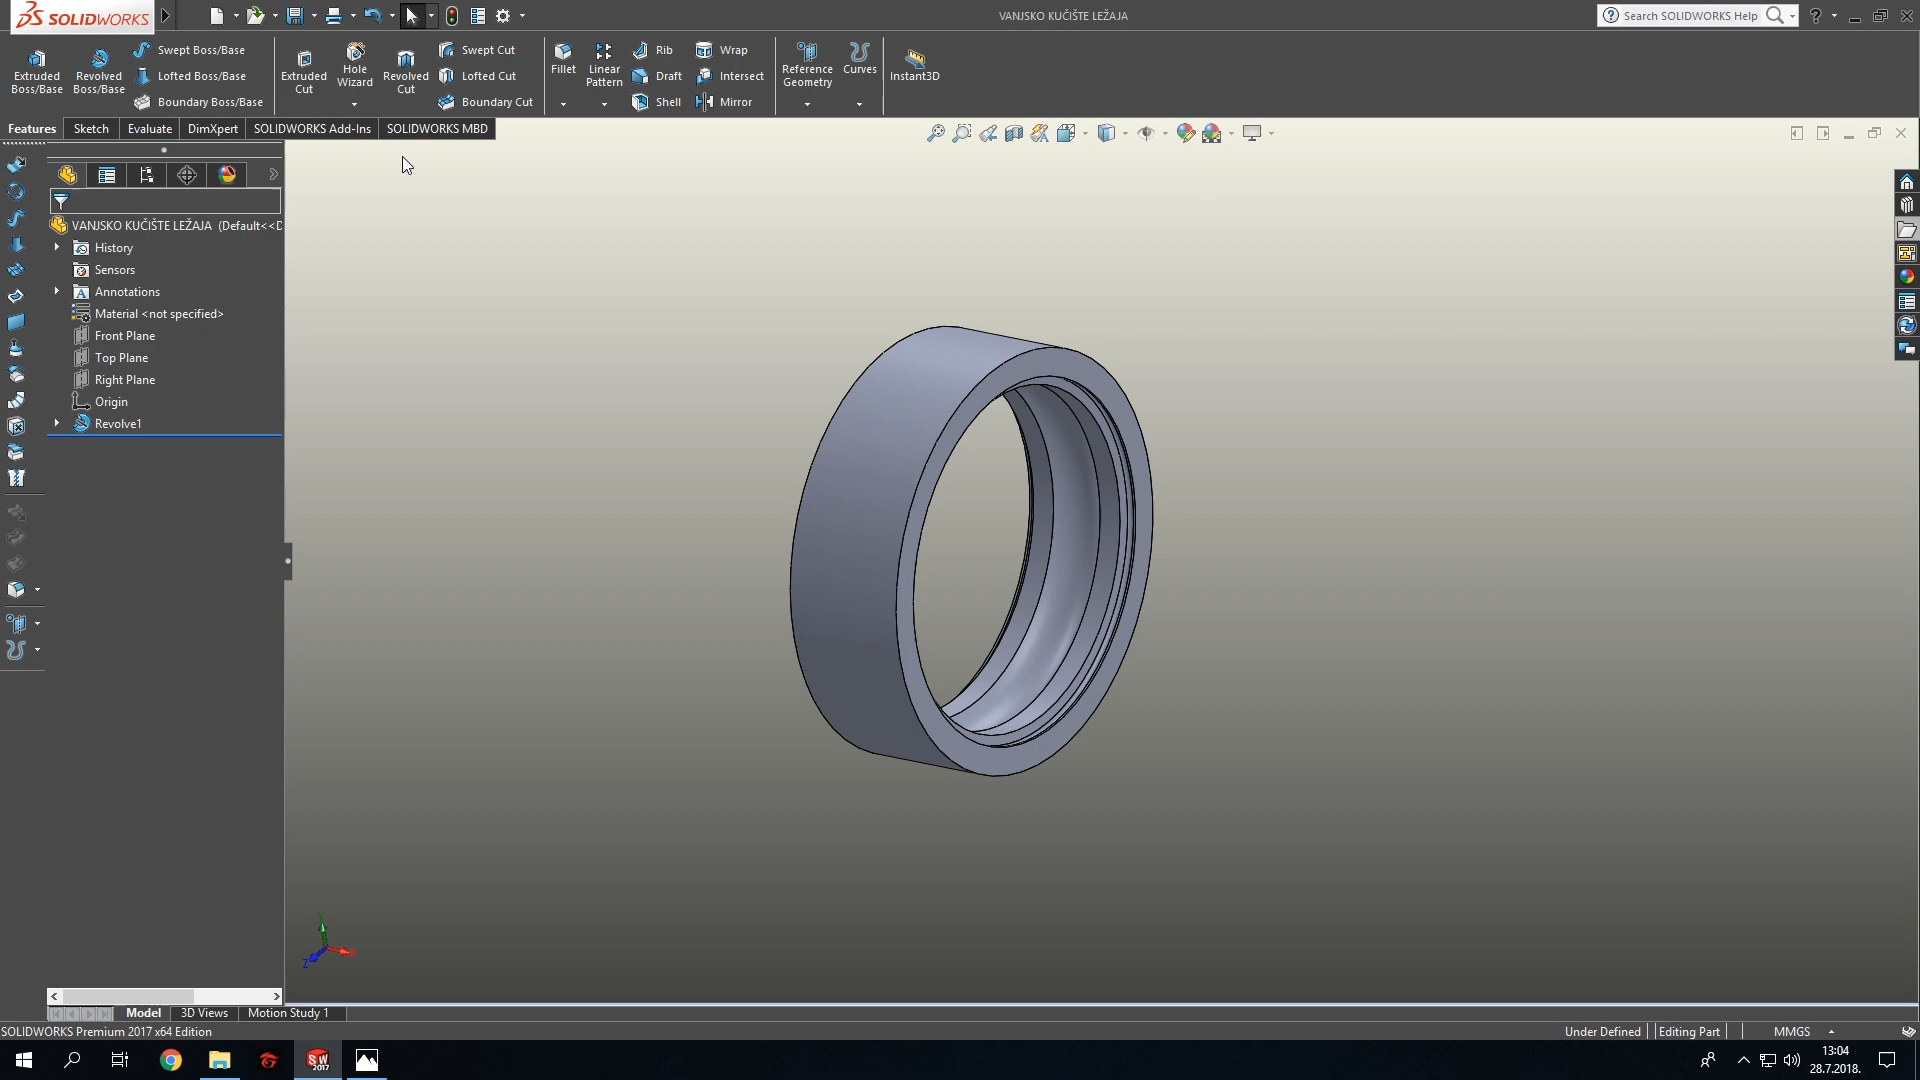 SOLIDWORKS
VANJSKO KUČIŠTE LEŽAJA
Search SOLIDWORKS Help
?
Extruded Boss/Base
Revolved Boss/Base
Swept Boss/Base
Lofted Boss/Base
Boundary Boss/Base
Extruded Cut
Hole Wizard
Revolved Cut
Swept Cut
Lofted Cut
Boundary Cut
Fillet
Linear Pattern
Rib
Draft
Shell
Wrap
Intersect
Mirror
Reference Geometry
Curves
Instant3D
Features
Sketch
Evaluate
DimXpert
SOLIDWORKS Add-Ins
SOLIDWORKS MBD
VANJSKO KUČIŠTE LEŽAJA (Default<<D
History
Sensors
Annotations
Material <not specified>
Front Plane
Top Plane
Right Plane
Origin
Revolve1
Y
X
Z
Model
3D Views
Motion Study 1
SOLIDWORKS Premium 2017 x64 Edition
Under Defined
Editing Part
MMGS
SW
2017
13:04
28.7.2018.